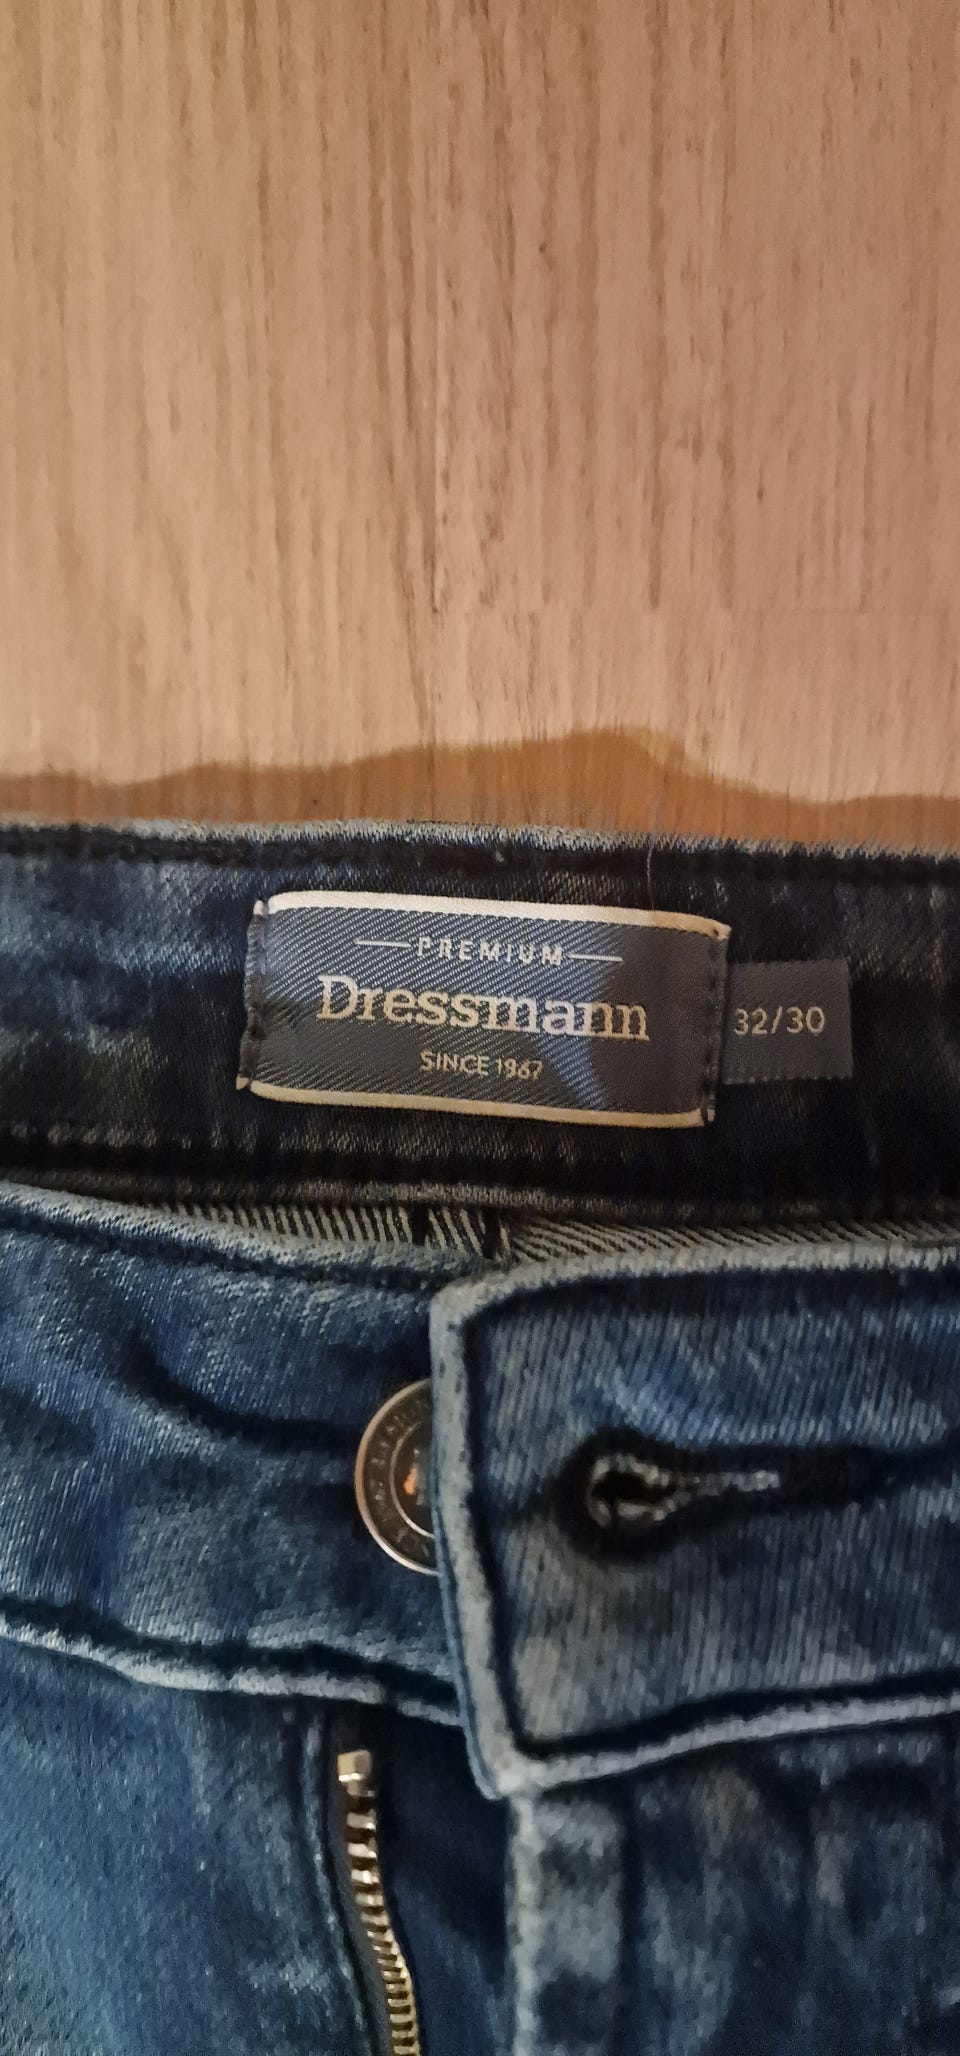 PREMIUM
Dressmann
SINCE 1967
32/30